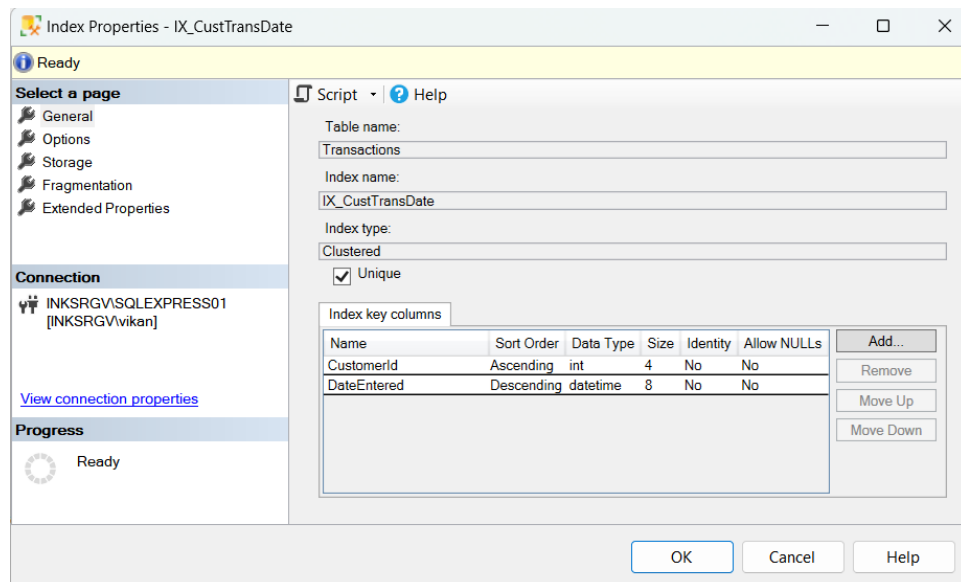 Index Properties - IX_CustTransDate
Ready
Select a page
General
Options
Storage
Fragmentation
Extended Properties
Connection
INKSRGV\SQLEXPRESS01
[INKSRGV\vikan]
View connection properties
Progress
Ready
Script Help
Table name:
Transactions
Index name:
IX_CustTransDate
Index type:
Clustered
Unique
Index key columns
Name Sort Order Data Type Size Identity Allow NULLs
CustomerId Ascending int 4 No No
DateEntered Descending datetime 8 No No
Add...
Remove
Move Up
Move Down
OK Cancel Help